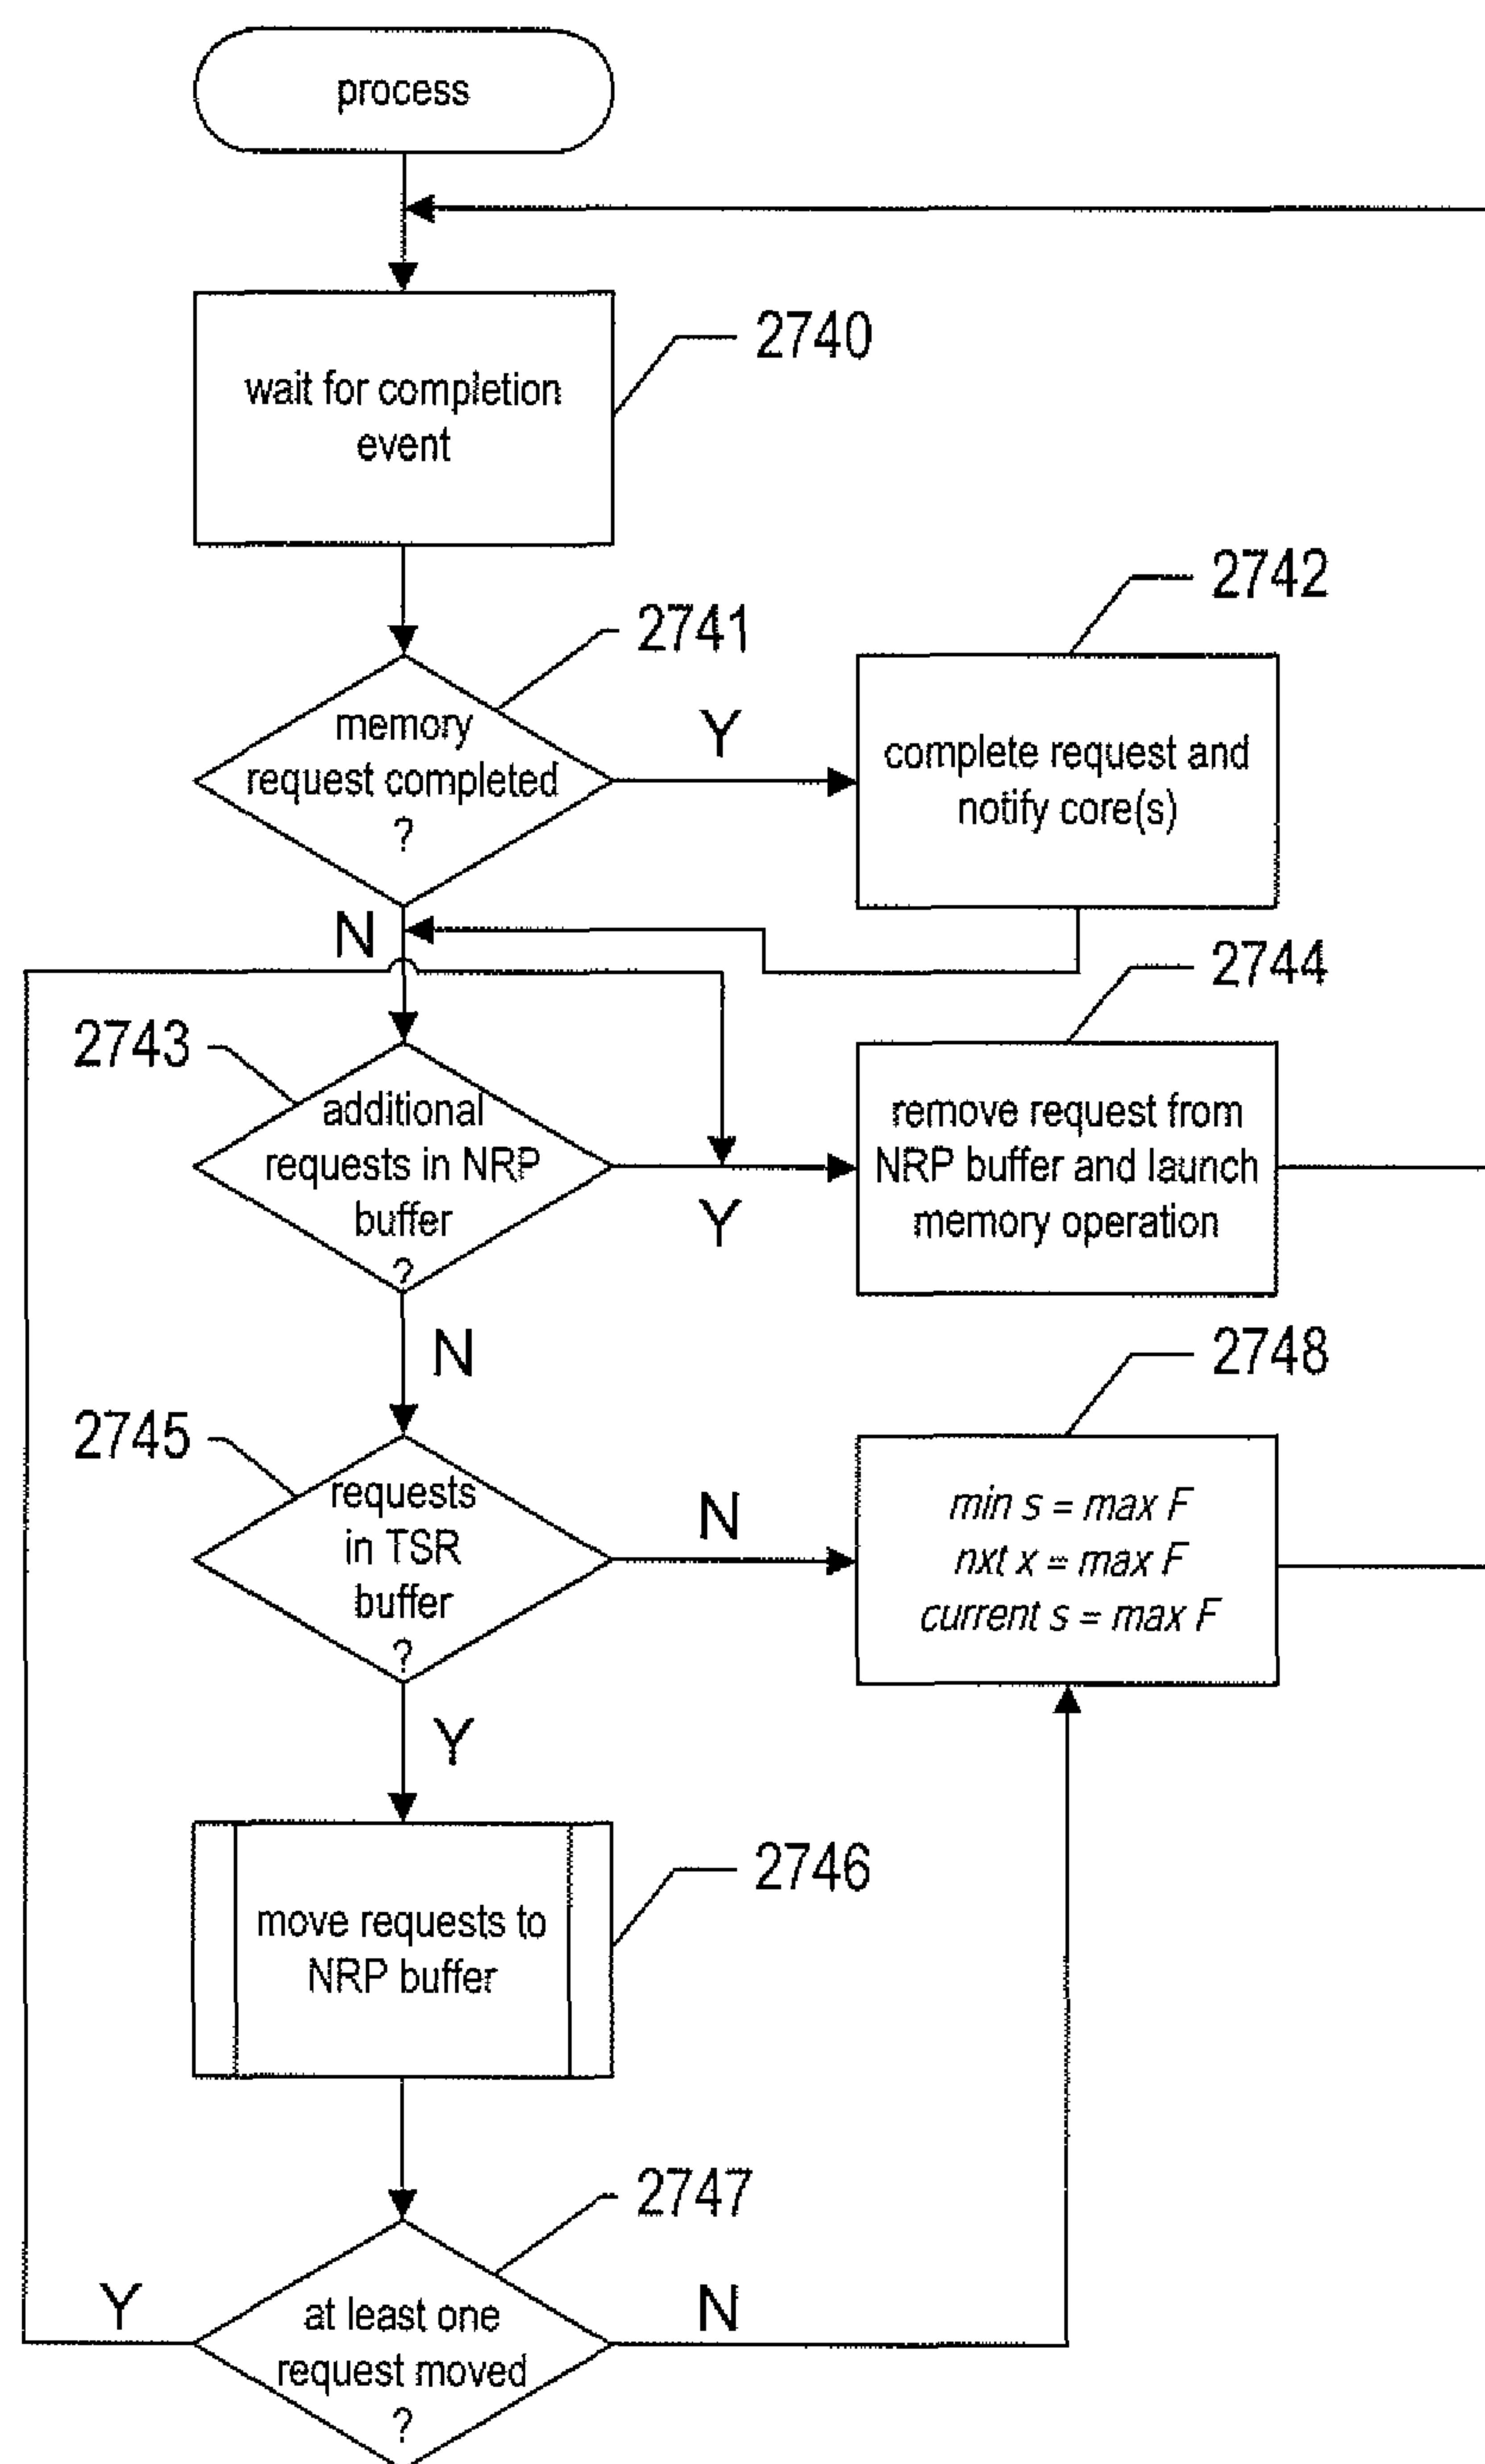 process
2740
wait for completion
event
2741
2742
memory
request completed
?
Y
complete request and
notify core(s)
N
2743
2744
additional
requests in NRP
buffer
?
Y
remove request from
NRP buffer and launch
memory operation
N
2745
2748
requests
in TSR
buffer
?
N
min s = max F
nxt x = max F
current s = max F
Y
2746
move requests to
NRP buffer
2747
Y
at least one
request moved
?
N